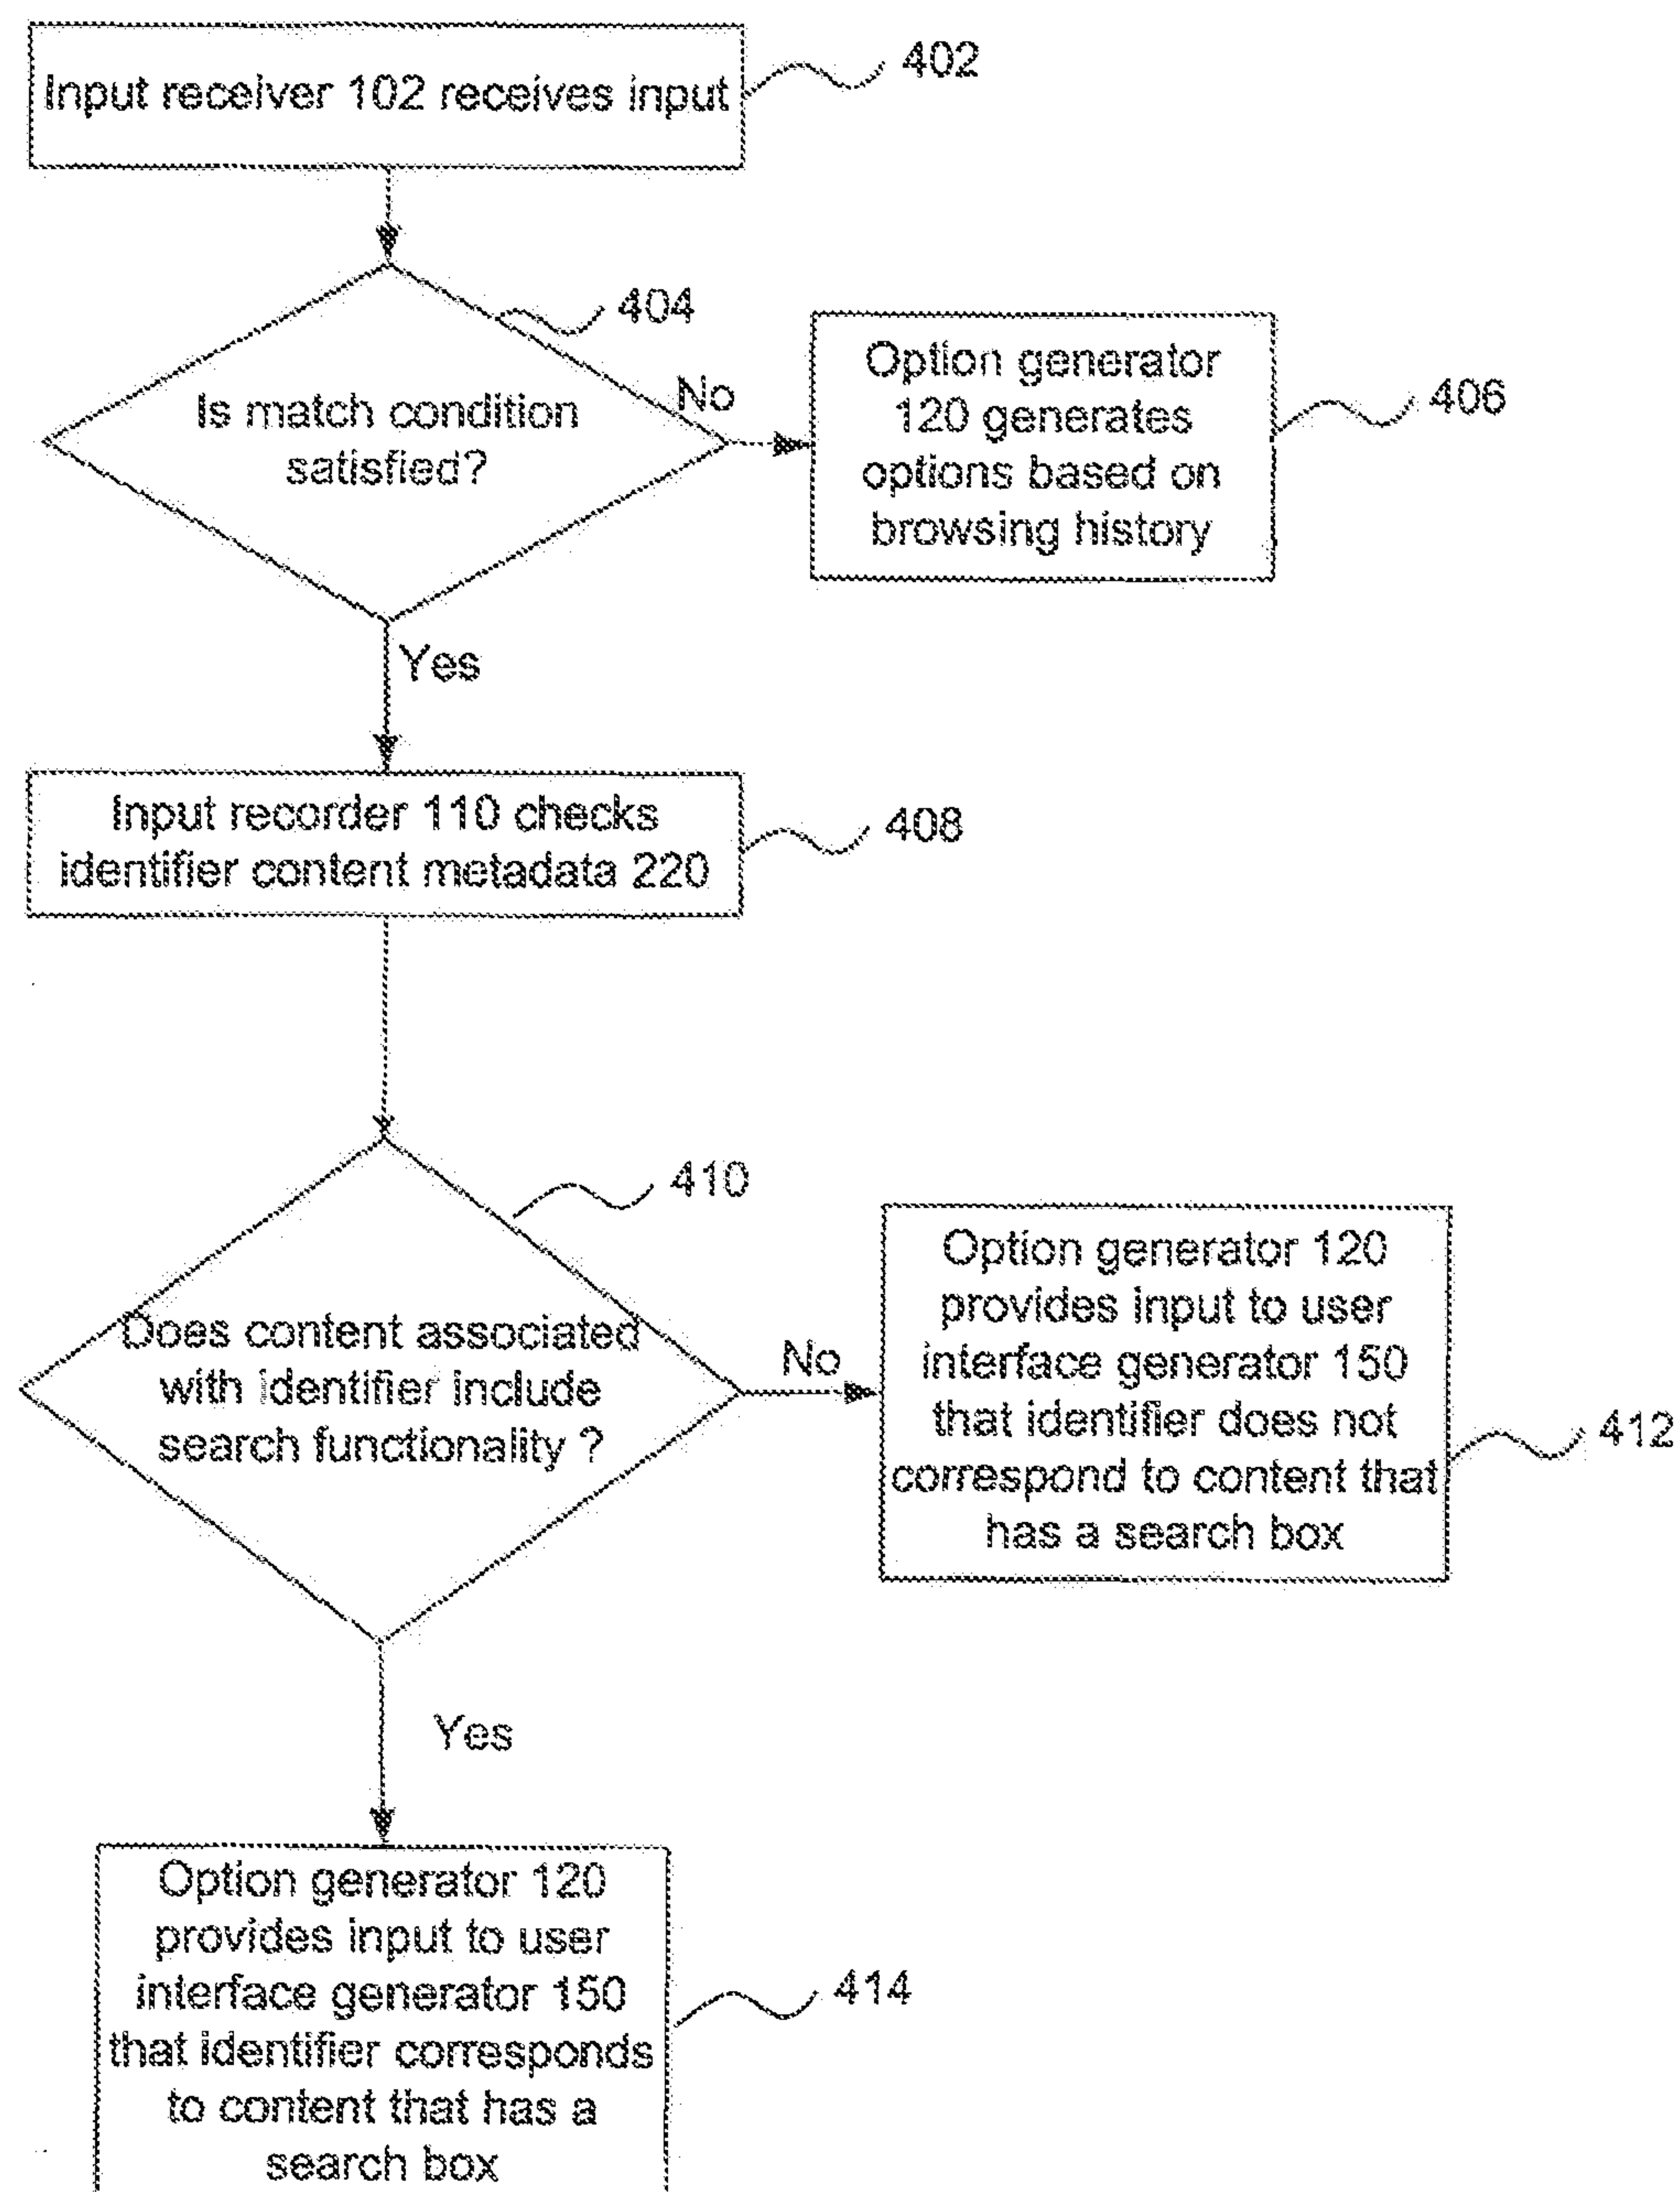 Input receiver 102 receives input
402
404
Is match condition
satisfied?
No
Option generator
120 generates
options based on
browsing history
406
Yes
Input recorder 110 checks
identifier content metadata 220
408
410
Does content associated
with identifier include
search functionality ?
No
Option generator 120
provides input to user
interface generator 150
that identifier does not
correspond to content that
has a search box
412
Yes
Option generator 120
provides input to user
interface generator 150
that identifier corresponds
to content that has a
search box
414